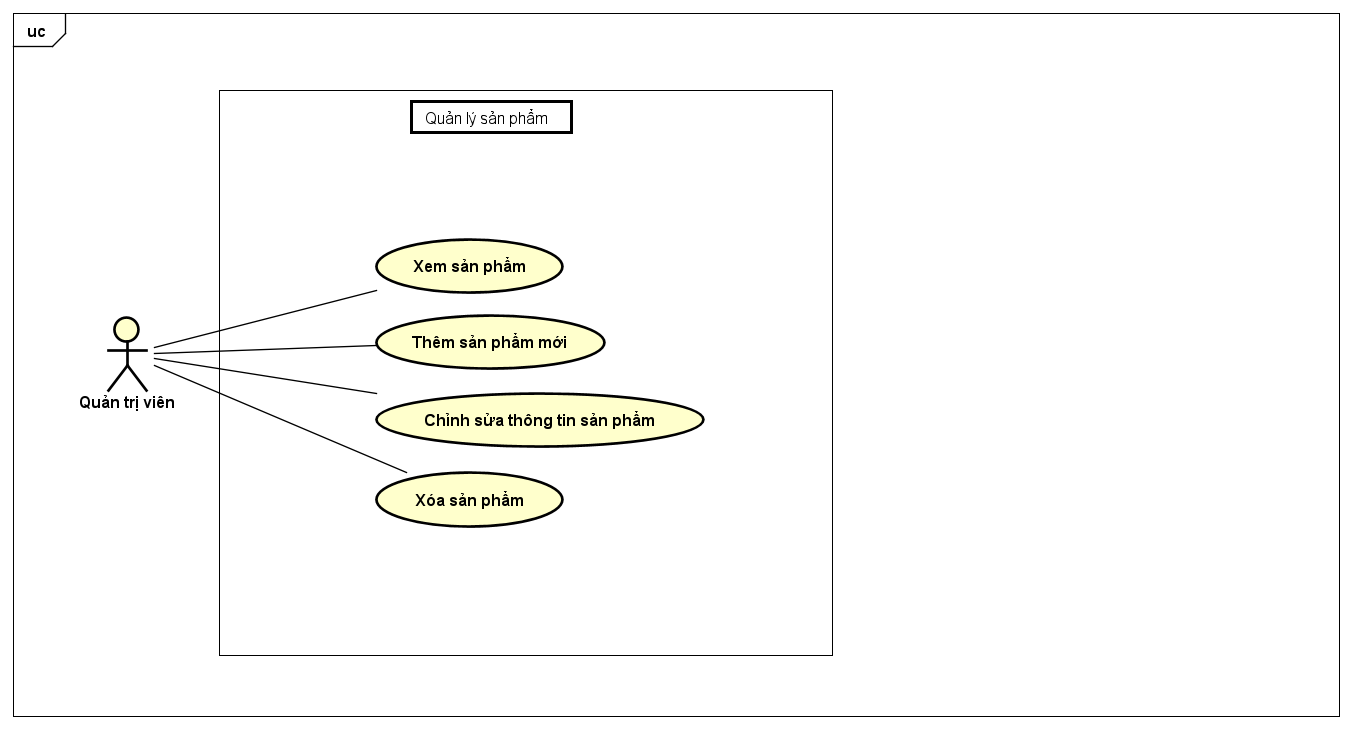 uc
Quản lý sản phẩm
Xem sản phẩm
Thêm sản phẩm mới
Quản trị viên
Chỉnh sửa thông tin sản phẩm
Xóa sản phẩm